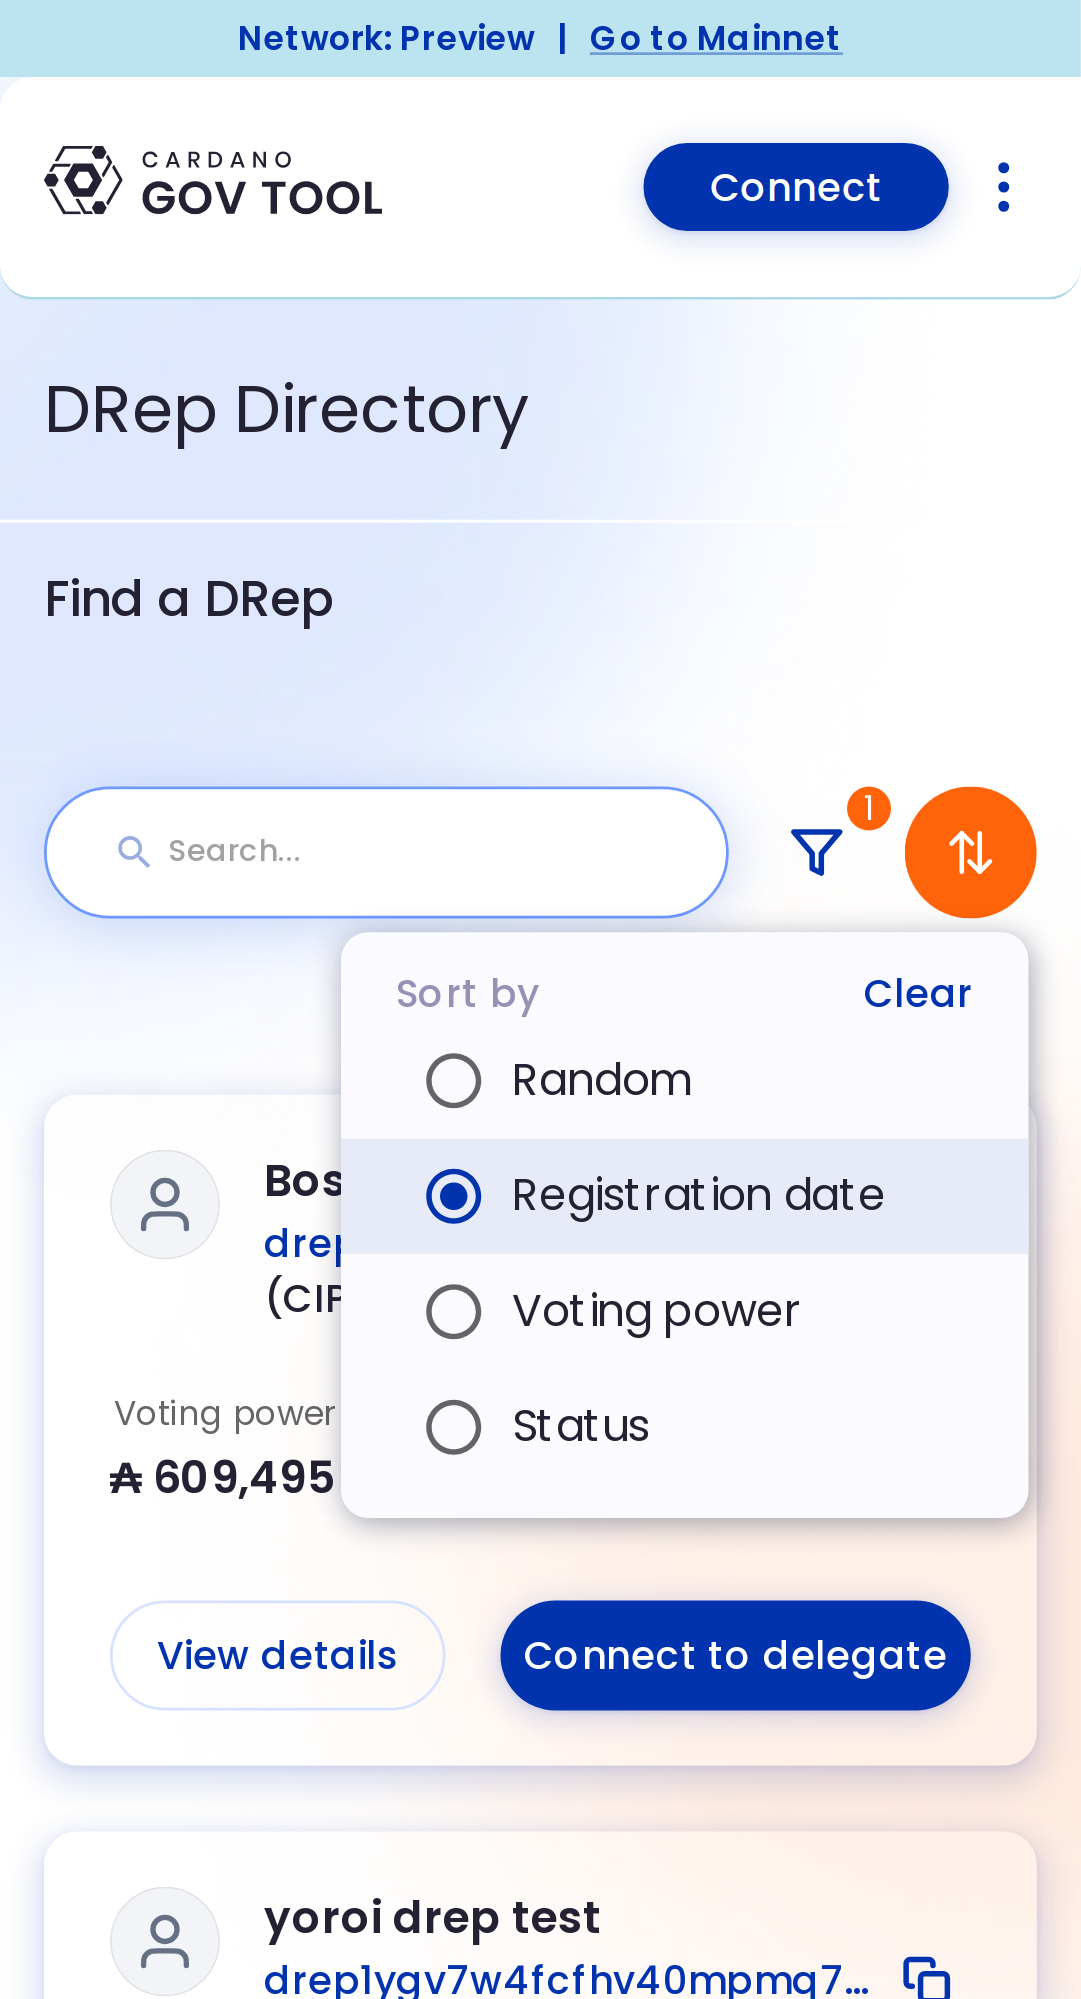 Network: Preview | Go to Mainnet
CARDANO
GOV TOOL
Connect
DRep Directory
Find a DRep
Search...
1
Sort by
Clear
Random
Registration date
Voting power
Status
Bos
drep
(CIP
Voting power
₳ 609,495
View details
Connect to delegate
yoroi drep test
drep1ygv7w4fcfhv40mpmq7...